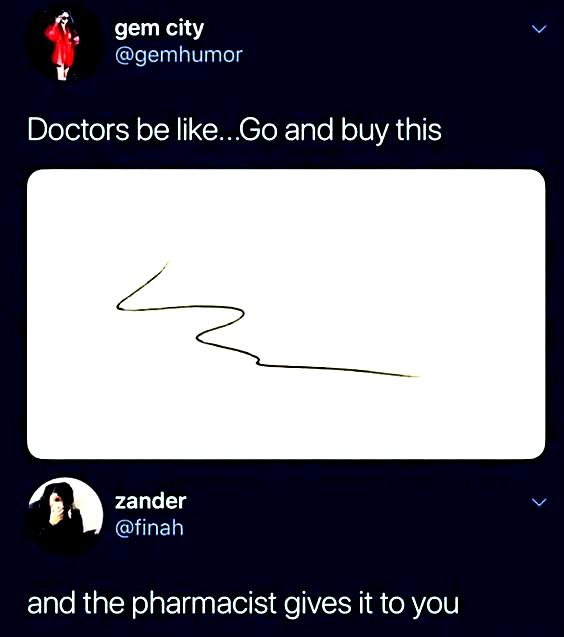 gem city
@gemhumor
Doctors be like...Go and buy this
zander
@finah
and the pharmacist gives it to you